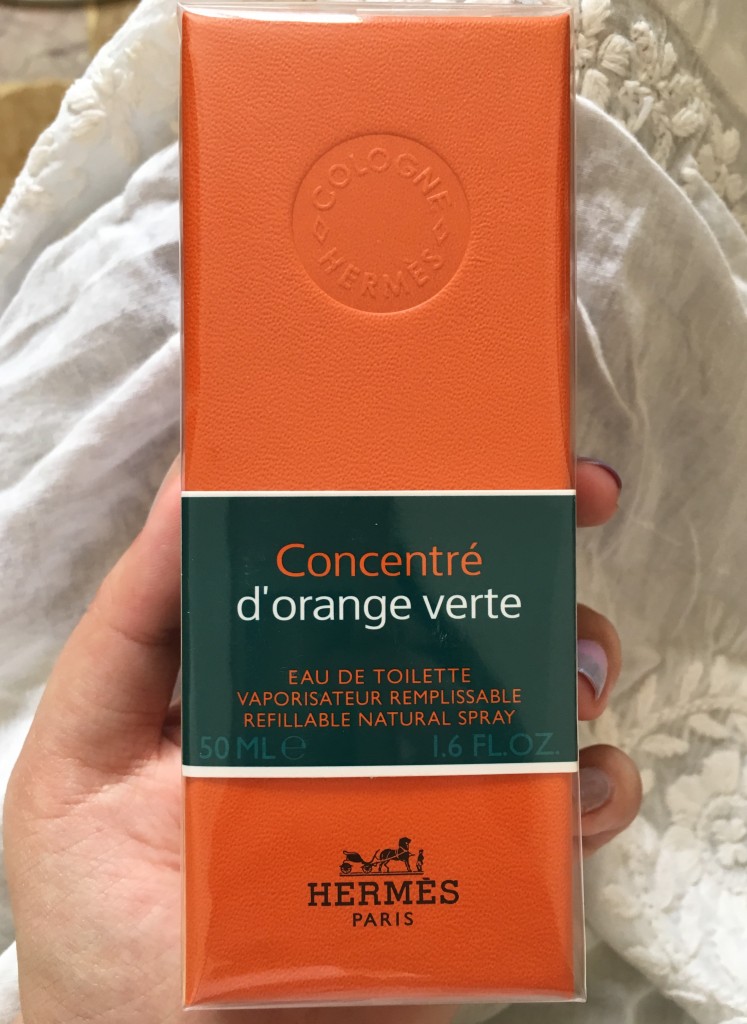 COLOGNE
HERMÈS
Concentré
d'orange verte
EAU DE TOILETTE
VAPORISATEUR REMPLISSABLE
REFILLABLE NATURAL SPRAY
50 ML ℮ 1.6 FL.OZ.
HERMÈS
PARIS